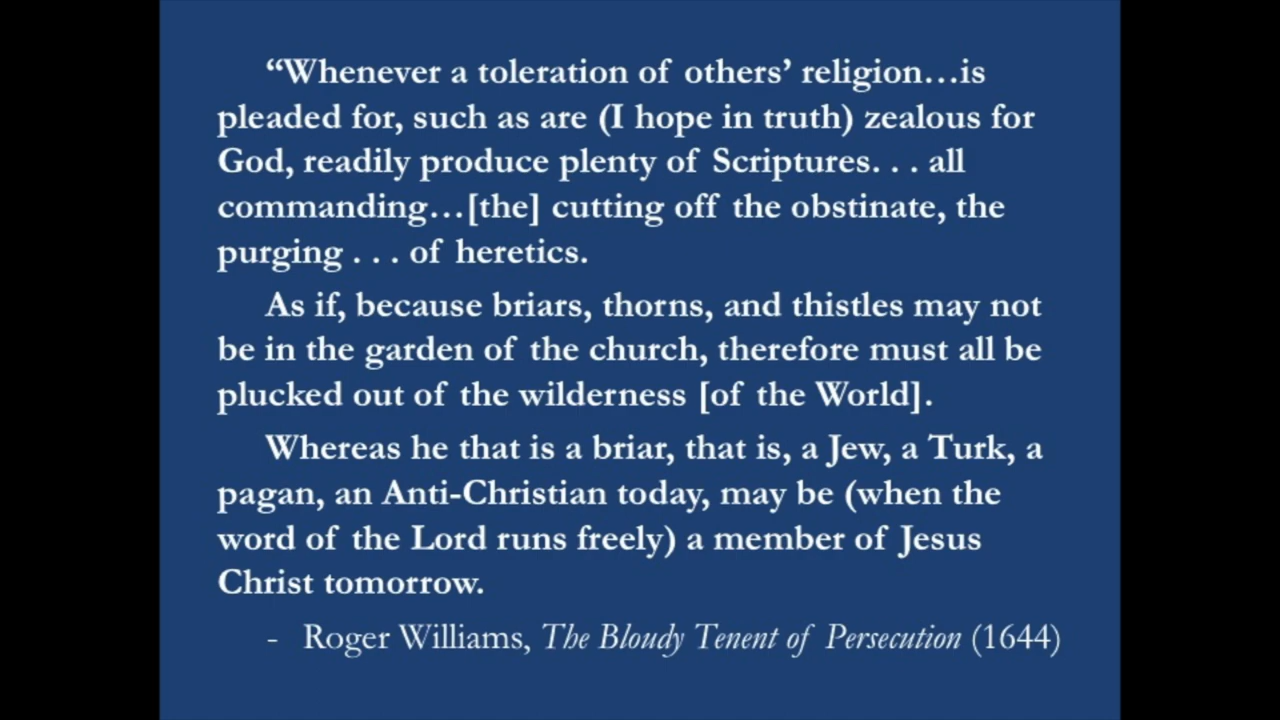 “Whenever a toleration of others’ religion…is
pleaded for, such as are (I hope in truth) zealous for
God, readily produce plenty of Scriptures. . . all
commanding…[the] cutting off the obstinate, the
purging . . . of heretics.
As if, because briars, thorns, and thistles may not
be in the garden of the church, therefore must all be
plucked out of the wilderness [of the World].
Whereas he that is a briar, that is, a Jew, a Turk, a
pagan, an Anti-Christian today, may be (when the
word of the Lord runs freely) a member of Jesus
Christ tomorrow.
- Roger Williams, The Bloudy Tenent of Persecution (1644)